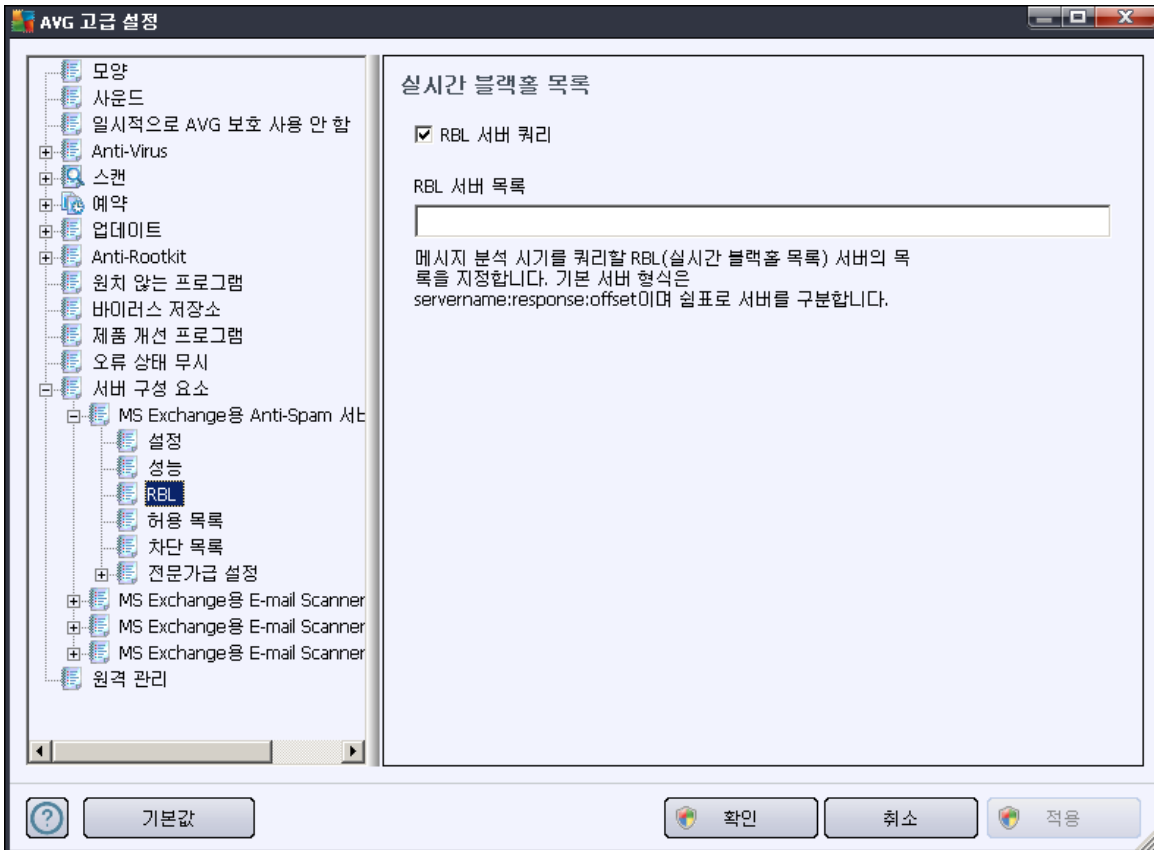 AVG 고급 설정
모양
사운드
일시적으로 AVG 보호 사용 안 함
Anti-Virus
스캔
예약
업데이트
Anti-Rootkit
원치 않는 프로그램
바이러스 저장소
제품 개선 프로그램
오류 상태 무시
서버 구성 요소
MS Exchange용 Anti-Spam 서버
설정
성능
RBL
허용 목록
차단 목록
전문가급 설정
MS Exchange용 E-mail Scanner
MS Exchange용 E-mail Scanner
MS Exchange용 E-mail Scanner
원격 관리
실시간 블랙홀 목록
RBL 서버 쿼리
RBL 서버 목록
메시지 분석 시기를 쿼리할 RBL(실시간 블랙홀 목록) 서버의 목
록을 지정합니다. 기본 서버 형식은
servername:response:offset이며 쉼표로 서버를 구분합니다.
?
기본값
확인
취소
적용